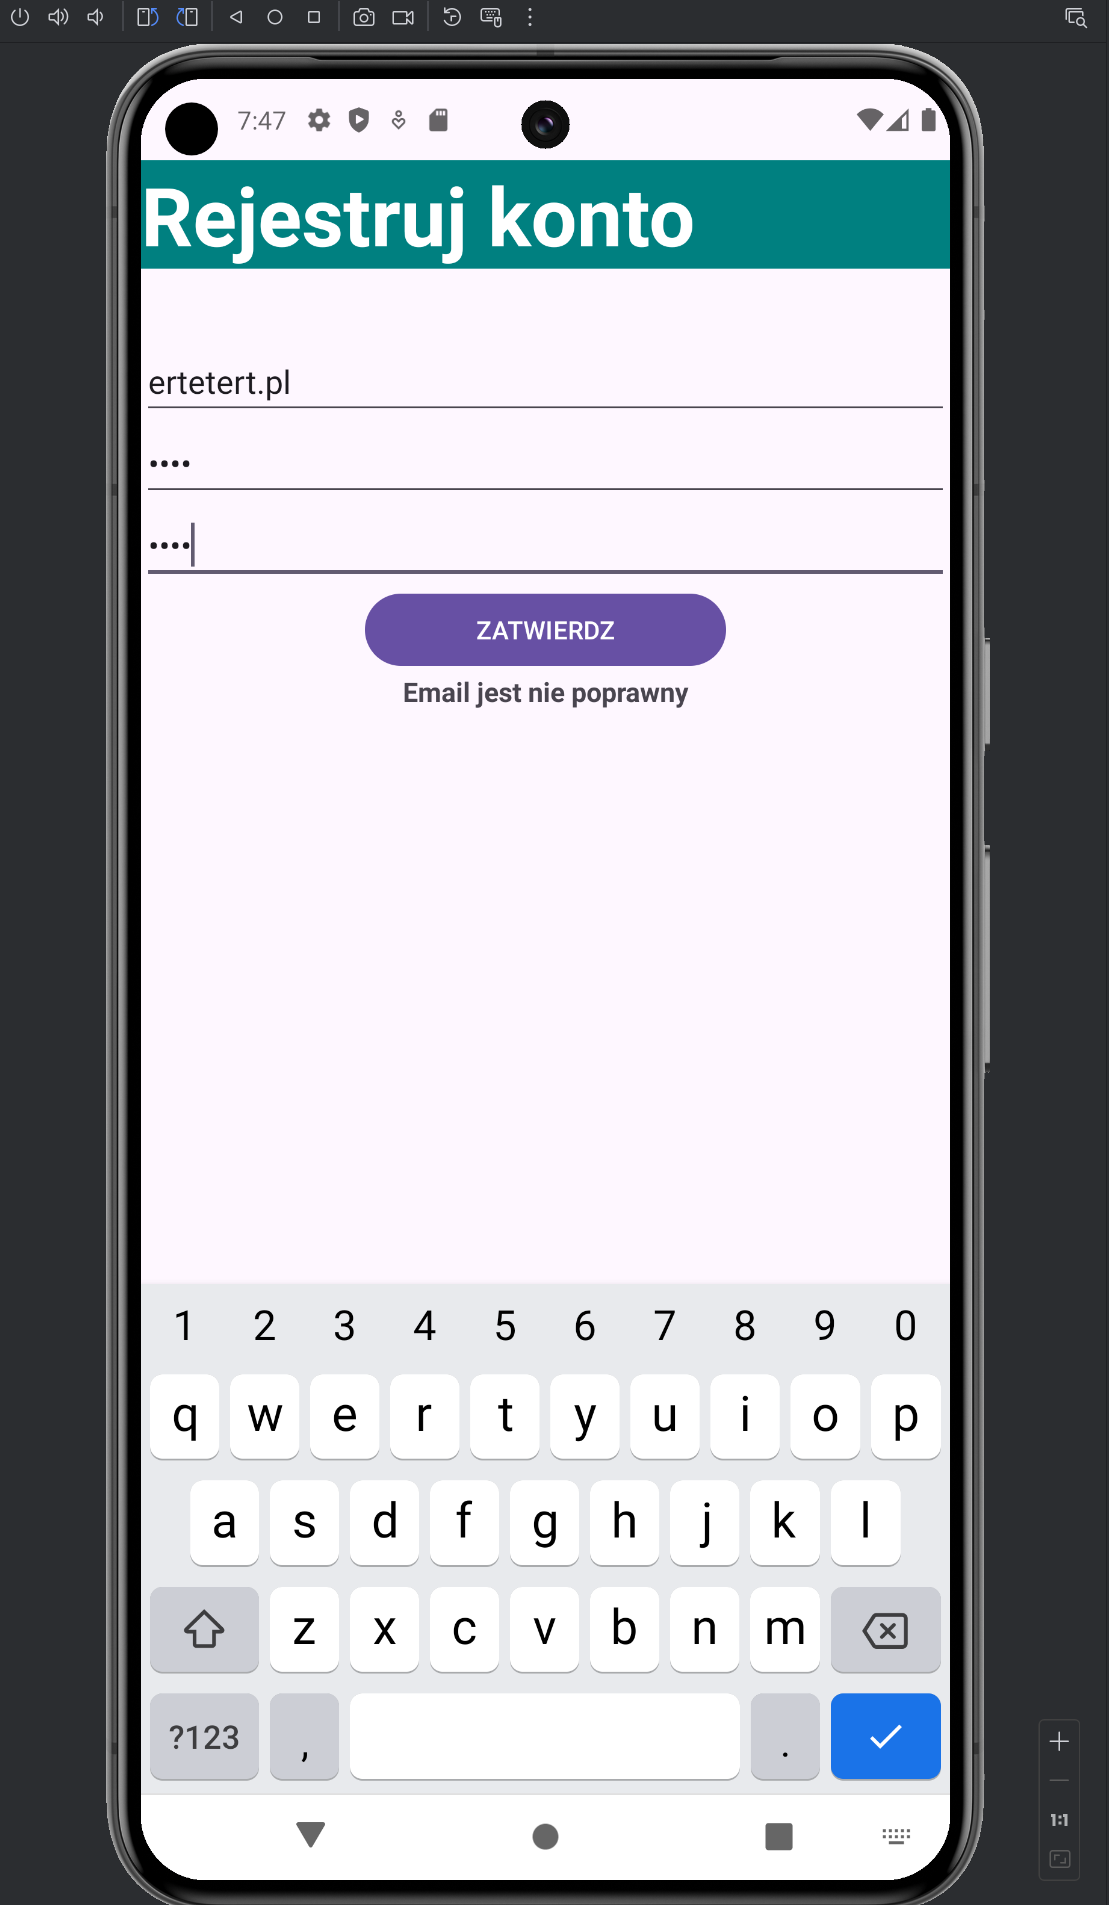 7:47
Rejestruj konto
ertetert.pl
••••
••••
ZATWIERDZ
Email jest nie poprawny
1 2 3 4 5 6 7 8 9 0
q w e r t y u i o p
a s d f g h j k l
z x c v b n m
?123 , .
1:1